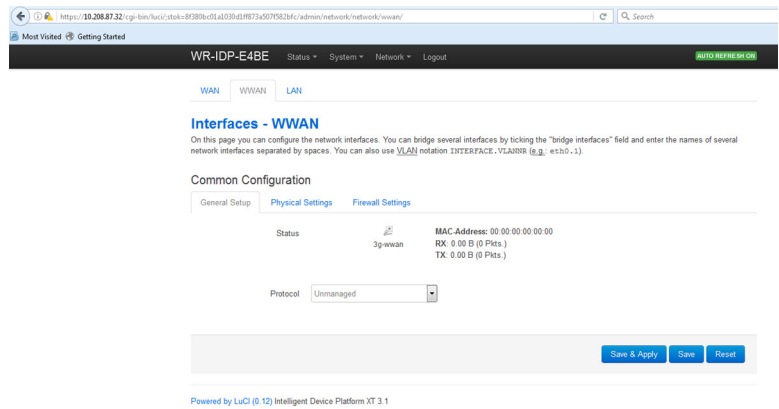 https://10.208.87.32/cgi-bin/luci/;stok=8f380bc01a1030d1ff873a507f582bfc/admin/network/network/wwan/
Search
Most Visited Getting Started
WR-IDP-E4BE Status System Network Logout AUTO REFRESH ON
WAN WWAN LAN
Interfaces - WWAN
On this page you can configure the network interfaces. You can bridge several interfaces by ticking the "bridge interfaces" field and enter the names of several
network interfaces separated by spaces. You can also use VLAN notation INTERFACE.VLANNR (e.g.: eth0.1).
Common Configuration
General Setup Physical Settings Firewall Settings
Status
3g-wwan
MAC-Address: 00:00:00:00:00:00
RX: 0.00 B (0 Pkts.)
TX: 0.00 B (0 Pkts.)
Protocol Unmanaged
Save & Apply Save Reset
Powered by LuCI (0.12) Intelligent Device Platform XT 3.1